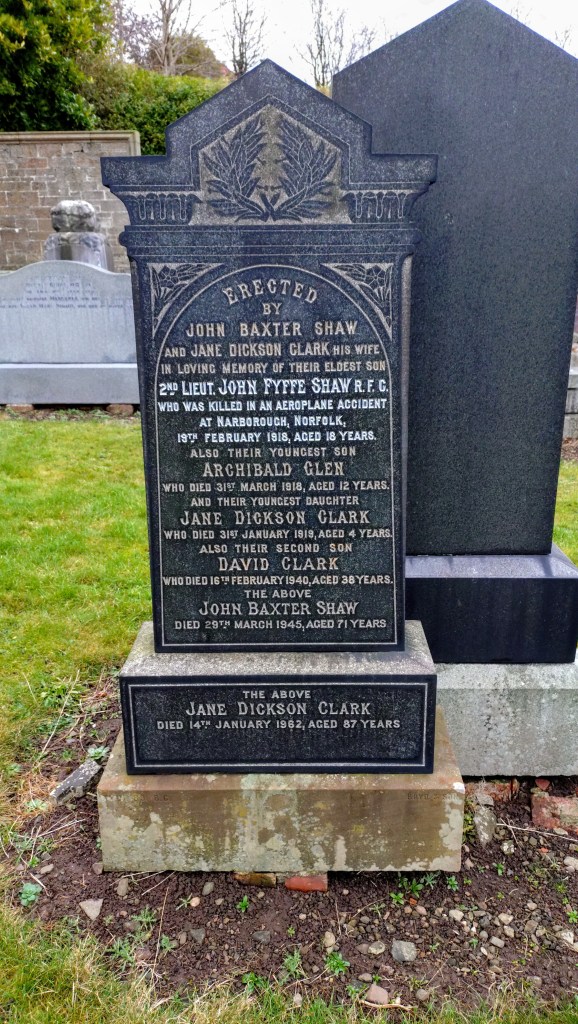 ERECTED
BY
JOHN BAXTER SHAW
AND JANE DICKSON CLARK HIS WIFE
IN LOVING MEMORY OF THEIR ELDEST SON
2ND LIEUT. JOHN FYFFE SHAW R.F.C.
WHO WAS KILLED IN AN AEROPLANE ACCIDENT
AT NARBOROUGH, NORFOLK,
19TH FEBRUARY 1918, AGED 18 YEARS.
ALSO THEIR YOUNGEST SON
ARCHIBALD GLEN
WHO DIED 31ST MARCH 1918, AGED 12 YEARS.
AND THEIR YOUNGEST DAUGHTER
JANE DICKSON CLARK
WHO DIED 31ST JANUARY 1919, AGED 4 YEARS.
ALSO THEIR SECOND SON
DAVID CLARK
WHO DIED 16TH FEBRUARY 1940, AGED 38 YEARS.
THE ABOVE
JOHN BAXTER SHAW
DIED 29TH MARCH 1945, AGED 71 YEARS
THE ABOVE
JANE DICKSON CLARK
DIED 14TH JANUARY 1962, AGED 87 YEARS